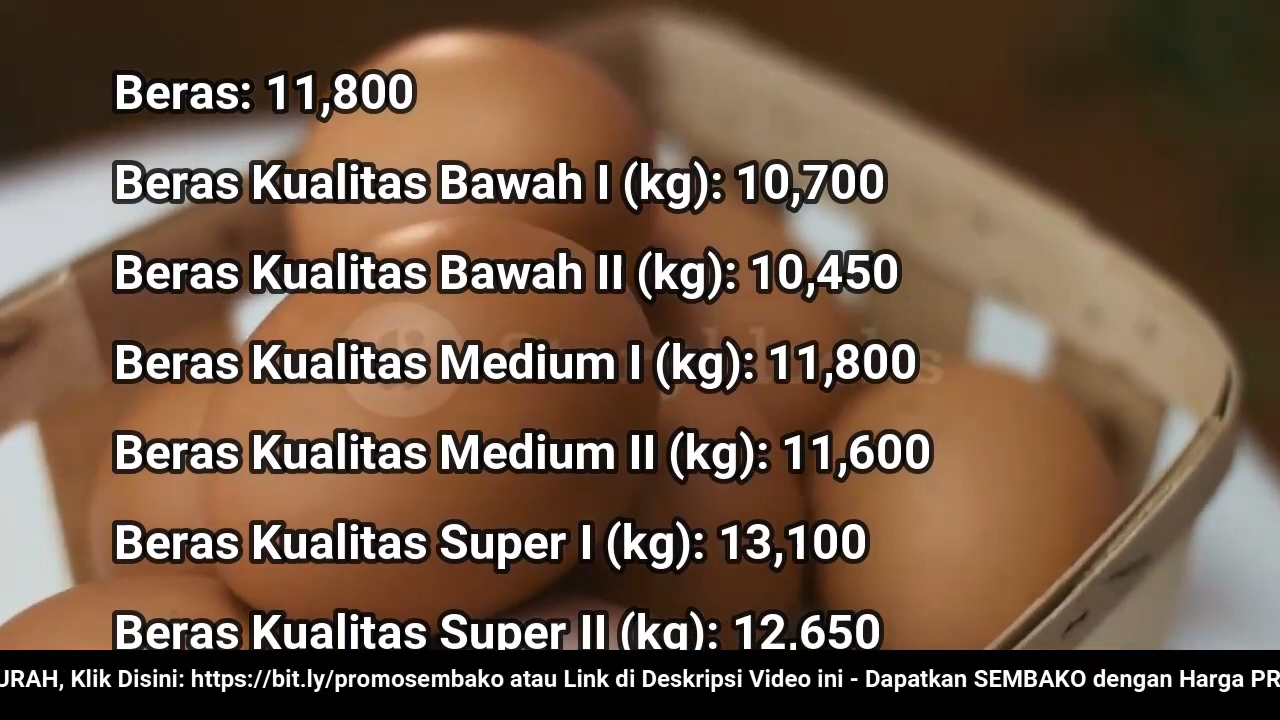 Beras: 11,800
Beras Kualitas Bawah I (kg): 10,700
Beras Kualitas Bawah II (kg): 10,450
Beras Kualitas Medium I (kg): 11,800
Beras Kualitas Medium II (kg): 11,600
Beras Kualitas Super I (kg): 13,100
Beras Kualitas Super II (kg): 12,650
URAH, Klik Disini: https://bit.ly/promosembako atau Link di Deskripsi Video ini - Dapatkan SEMBAKO dengan Harga PR